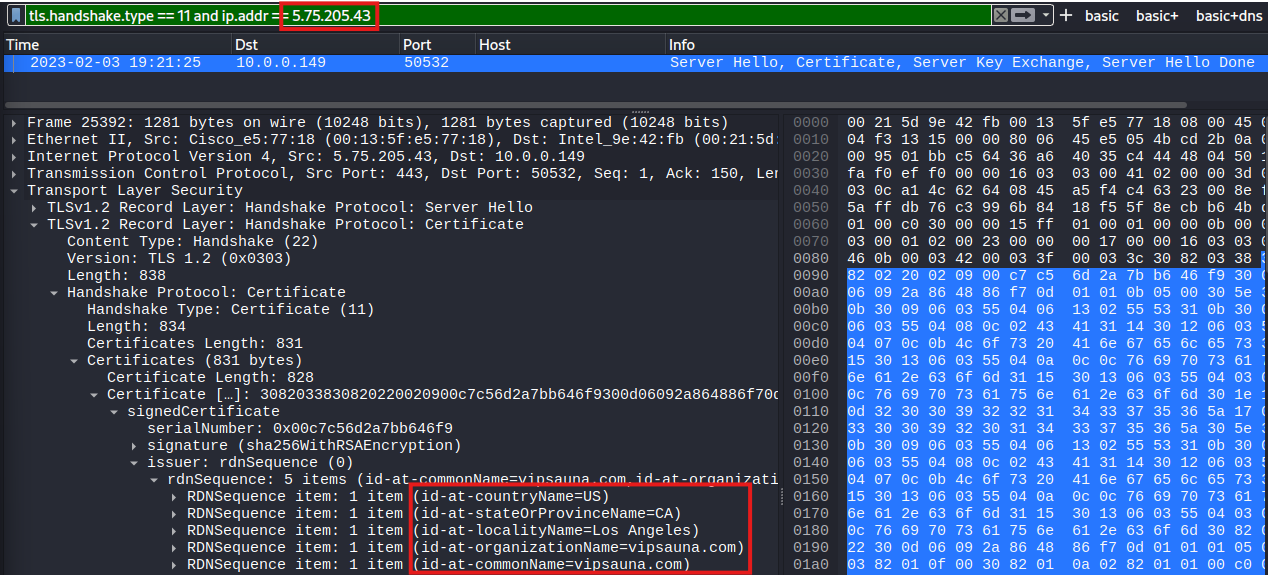 tls.handshake.type == 11 and ip.addr == 5.75.205.43
basic basic+ basic+dns
Time Dst Port Host Info
2023-02-03 19:21:25 10.0.0.149 50532 Server Hello, Certificate, Server Key Exchange, Server Hello Done
Frame 25392: 1281 bytes on wire (10248 bits), 1281 bytes captured (10248 bits)
Ethernet II, Src: Cisco_e5:77:18 (00:13:5f:e5:77:18), Dst: Intel_9e:42:fb (00:21:5d:
Internet Protocol Version 4, Src: 5.75.205.43, Dst: 10.0.0.149
Transmission Control Protocol, Src Port: 443, Dst Port: 50532, Seq: 1, Ack: 150, Len
Transport Layer Security
TLSv1.2 Record Layer: Handshake Protocol: Server Hello
TLSv1.2 Record Layer: Handshake Protocol: Certificate
Content Type: Handshake (22)
Version: TLS 1.2 (0x0303)
Length: 838
Handshake Protocol: Certificate
Handshake Type: Certificate (11)
Length: 834
Certificates Length: 831
Certificates (831 bytes)
Certificate Length: 828
Certificate […]: 3082033830820220020900c7c56d2a7bb646f9300d06092a864886f70d
signedCertificate
serialNumber: 0x00c7c56d2a7bb646f9
signature (sha256WithRSAEncryption)
issuer: rdnSequence (0)
rdnSequence: 5 items (id-at-commonName=vipsauna.com,id-at-organizati
RDNSequence item: 1 item (id-at-countryName=US)
RDNSequence item: 1 item (id-at-stateOrProvinceName=CA)
RDNSequence item: 1 item (id-at-localityName=Los Angeles)
RDNSequence item: 1 item (id-at-organizationName=vipsauna.com)
RDNSequence item: 1 item (id-at-commonName=vipsauna.com)
0000 00 21 5d 9e 42 fb 00 13 5f e5 77 18 08 00 45
0010 04 f3 13 15 00 00 80 06 45 e5 05 4b cd 2b 0a
0020 00 95 01 bb c5 64 36 a6 40 35 c4 44 48 04 50
0030 fa f0 ef f0 00 00 16 03 03 00 41 02 00 00 3d
0040 03 0c a1 4c 62 64 08 45 a5 f4 c4 63 23 00 8e
0050 5a ff db 76 c3 99 6b 84 18 f5 5f 8e cb b6 4b
0060 01 00 c0 30 00 00 15 ff 01 00 01 00 00 0b 00
0070 03 00 01 02 00 23 00 00 00 17 00 00 16 03 03
0080 46 0b 00 03 42 00 03 3f 00 03 3c 30 82 03 38
0090 82 02 20 02 09 00 c7 c5 6d 2a 7b b6 46 f9 30
00a0 06 09 2a 86 48 86 f7 0d 01 01 0b 05 00 30 5e
00b0 0b 30 09 06 03 55 04 06 13 02 55 53 31 0b 30
00c0 06 03 55 04 08 0c 02 43 41 31 14 30 12 06 03
00d0 04 07 0c 0b 4c 6f 73 20 41 6e 67 65 6c 65 73
00e0 15 30 13 06 03 55 04 0a 0c 0c 76 69 70 73 61
00f0 6e 61 2e 63 6f 6d 31 15 30 13 06 03 55 04 03
0100 0c 76 69 70 73 61 75 6e 61 2e 63 6f 6d 30 1e
0110 0d 32 30 30 39 32 32 31 34 33 37 35 36 5a 17
0120 33 30 30 39 32 30 31 34 33 37 35 36 5a 30 5e
0130 0b 30 09 06 03 55 04 06 13 02 55 53 31 0b 30
0140 06 03 55 04 08 0c 02 43 41 31 14 30 12 06 03
0150 04 07 0c 0b 4c 6f 73 20 41 6e 67 65 6c 65 73
0160 15 30 13 06 03 55 04 0a 0c 0c 76 69 70 73 61
0170 6e 61 2e 63 6f 6d 31 15 30 13 06 03 55 04 03
0180 0c 76 69 70 73 61 75 6e 61 2e 63 6f 6d 30 82
0190 22 30 0d 06 09 2a 86 48 86 f7 0d 01 01 01 05
01a0 03 82 01 0f 00 30 82 01 0a 02 82 01 01 00 c0